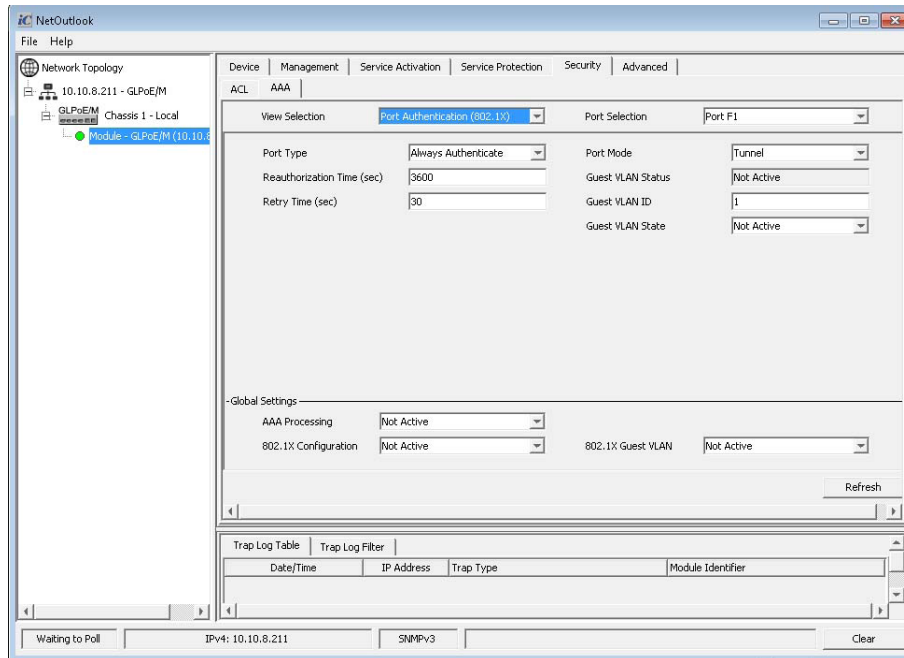 iC NetOutlook
File Help
Network Topology
10.10.8.211 - GLPoE/M
GLPoE/M Chassis 1 - Local
Module - GLPoE/M (10.10.8
Device Management Service Activation Service Protection Security Advanced
ACL AAA
View Selection Port Authentication (802.1X) Port Selection Port F1
Port Type Always Authenticate Port Mode Tunnel
Reauthorization Time (sec) 3600 Guest VLAN Status Not Active
Retry Time (sec) 30 Guest VLAN ID 1
Guest VLAN State Not Active
Global Settings
AAA Processing Not Active
802.1X Configuration Not Active 802.1X Guest VLAN Not Active
Refresh
Trap Log Table Trap Log Filter
Date/Time IP Address Trap Type Module Identifier
Waiting to Poll IPv4: 10.10.8.211 SNMPv3 Clear